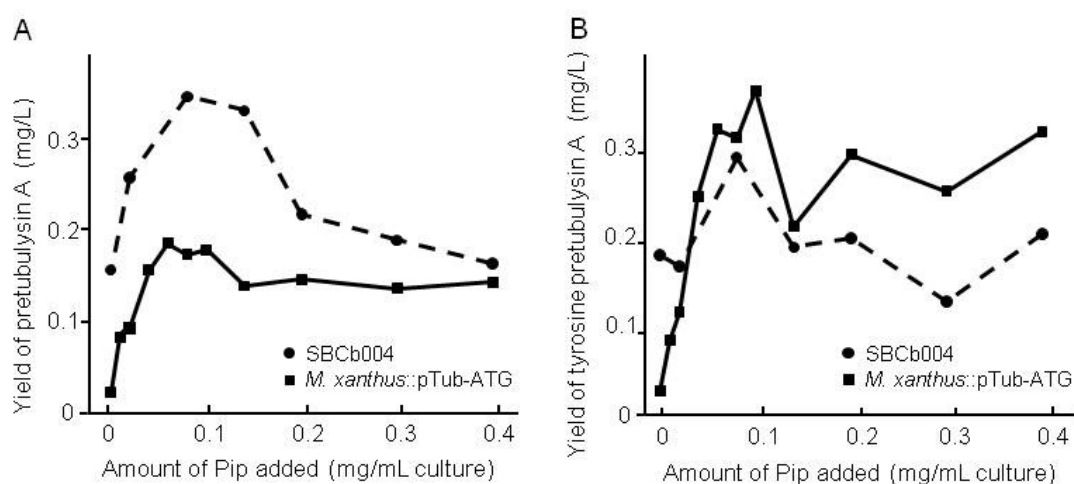 A
Yield of pretubulysin A (mg/L)
0.3
0.2
0.1
0
SBCb004
M. xanthus::pTub-ATG
0 0.1 0.2 0.3 0.4
Amount of Pip added (mg/mL culture)
B
Yield of tyrosine pretubulysin A (mg/L)
0.3
0.2
0.1
0
SBCb004
M. xanthus::pTub-ATG
0 0.1 0.2 0.3 0.4
Amount of Pip added (mg/mL culture)